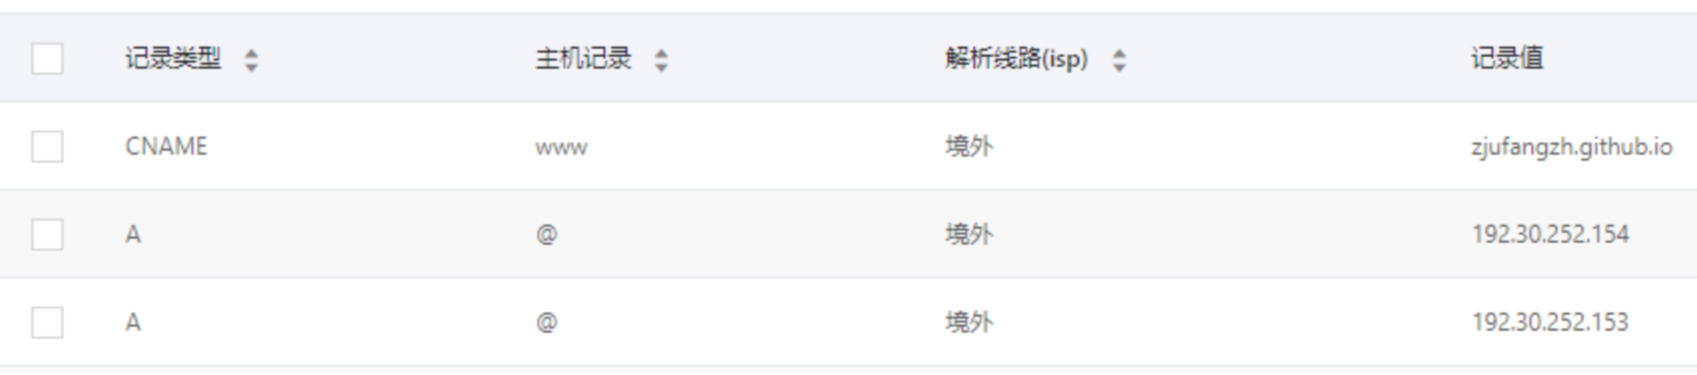 记录类型 主机记录 解析线路(isp) 记录值
CNAME www 境外 zjufangzh.github.io
A @ 境外 192.30.252.154
A @ 境外 192.30.252.153